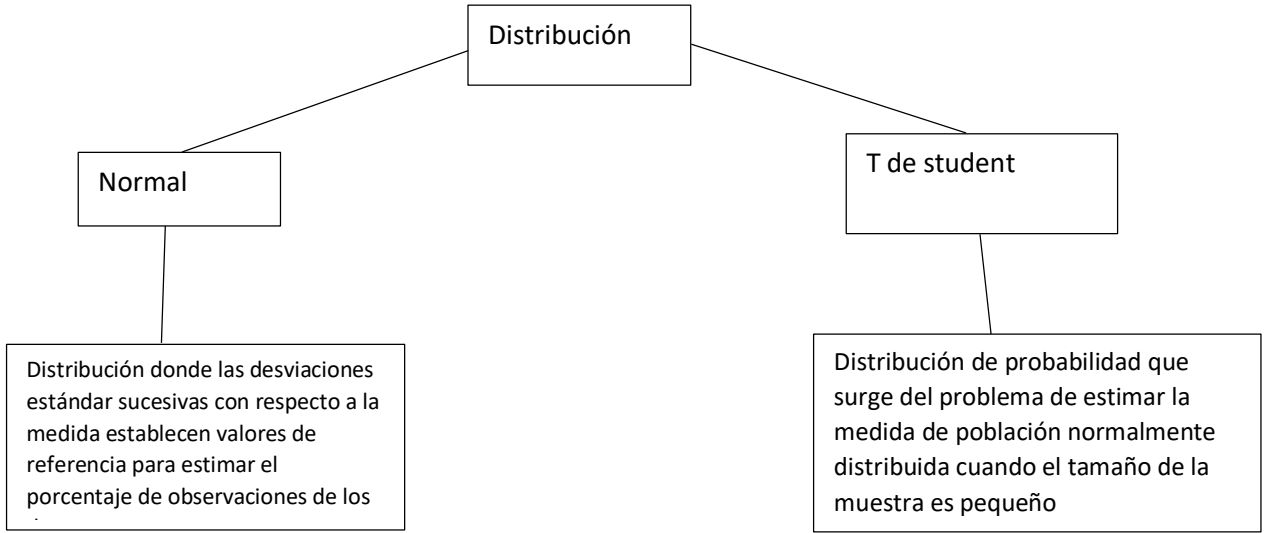 Distribución
Normal
T de student
Distribución donde las desviaciones
estándar sucesivas con respecto a la
medida establecen valores de
referencia para estimar el
porcentaje de observaciones de los
Distribución de probabilidad que
surge del problema de estimar la
medida de población normalmente
distribuida cuando el tamaño de la
muestra es pequeño